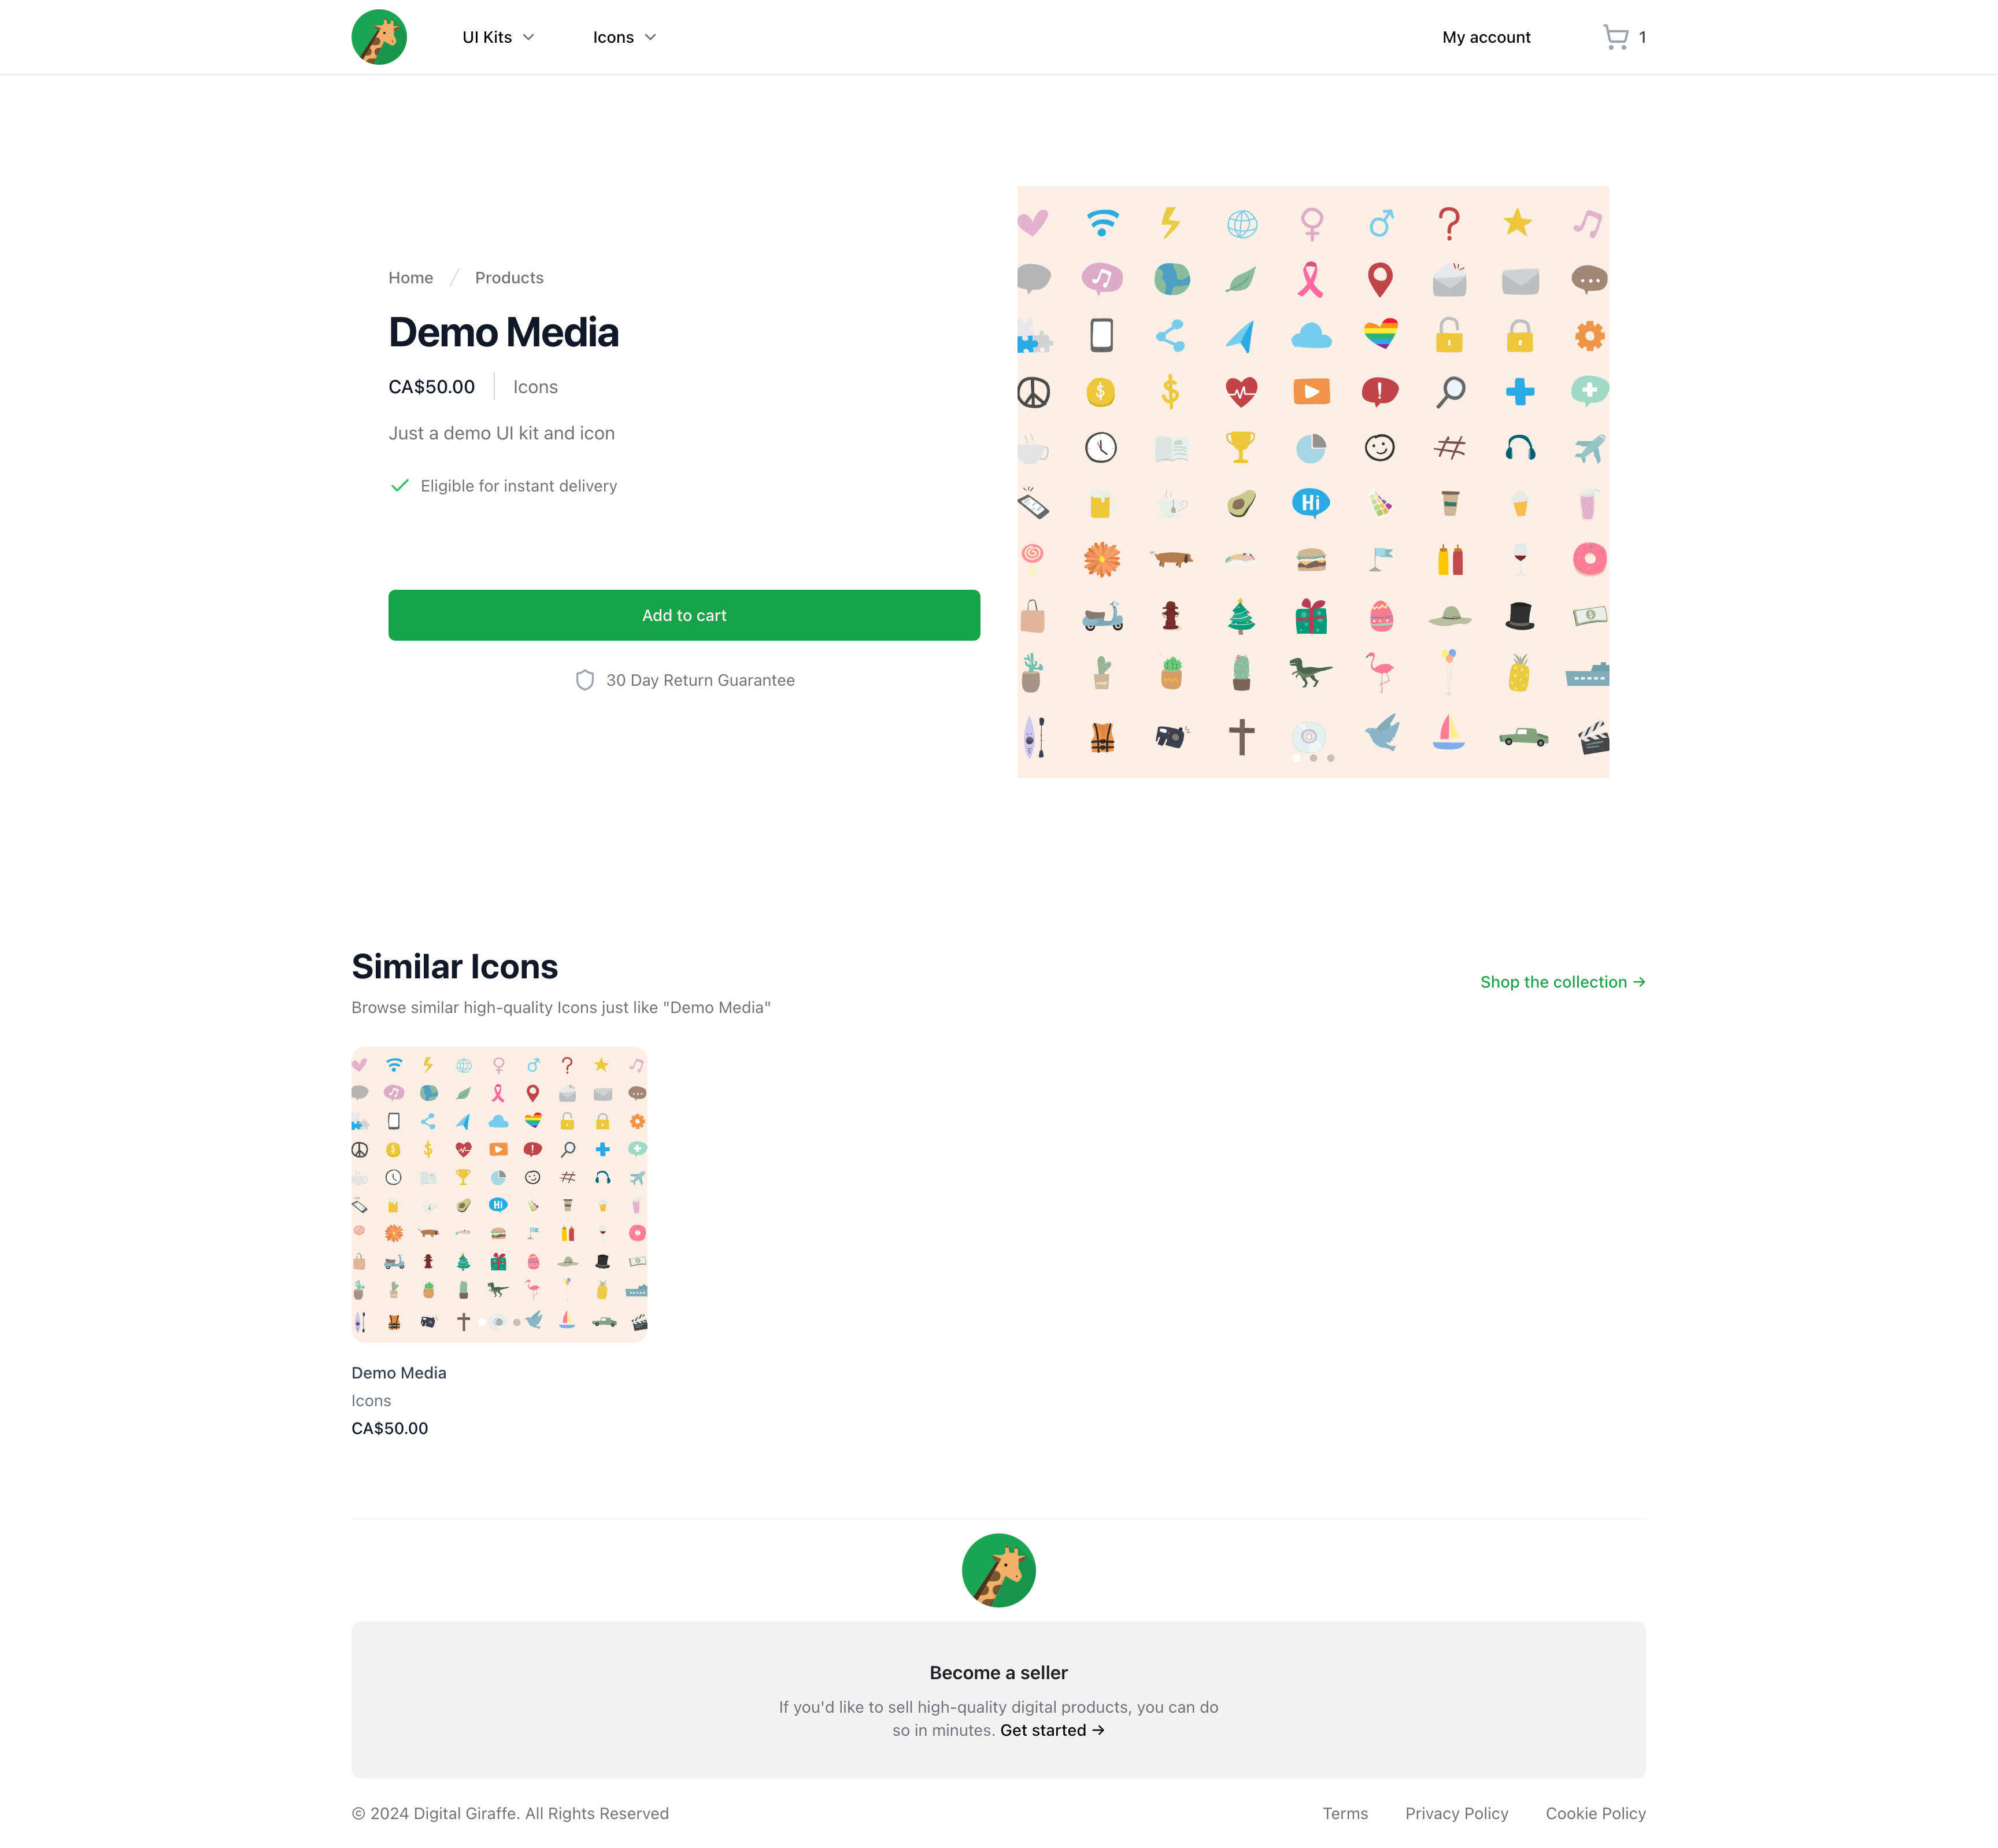 UI Kits
Icons
My account
1
Home / Products
Demo Media
CA$50.00
Icons
Just a demo UI kit and icon
Eligible for instant delivery
Add to cart
30 Day Return Guarantee
Hi
Similar Icons
Shop the collection →
Browse similar high-quality Icons just like "Demo Media"
Hi
Demo Media
Icons
CA$50.00
Become a seller
If you'd like to sell high-quality digital products, you can do
so in minutes. Get started →
© 2024 Digital Giraffe. All Rights Reserved
Terms
Privacy Policy
Cookie Policy